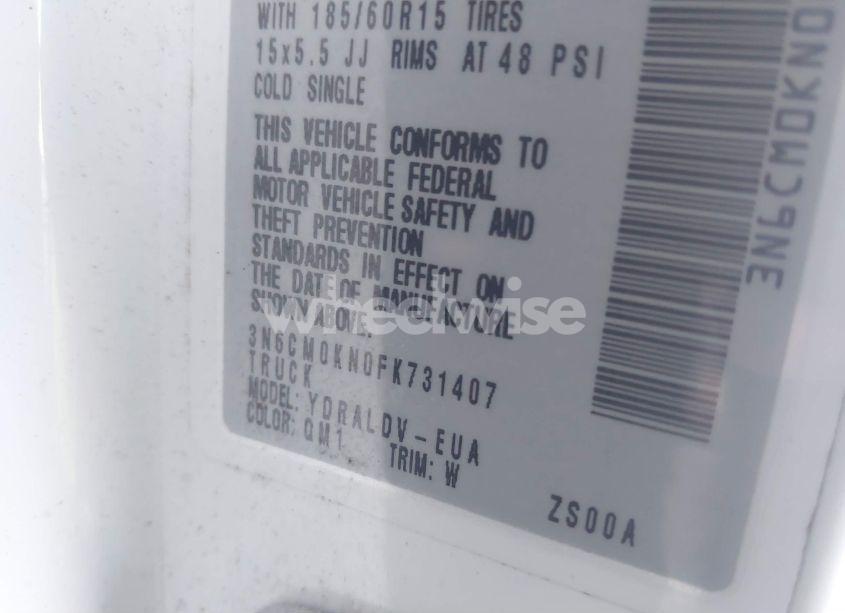 WITH 185/60R15 TIRES
15x5.5 JJ RIMS AT 48 PSI
COLD SINGLE
THIS VEHICLE CONFORMS TO
ALL APPLICABLE FEDERAL
MOTOR VEHICLE SAFETY AND
THEFT PREVENTION
STANDARDS IN EFFECT ON
THE DATE OF MANUFACTURE
SHOWN ABOVE.
wheelwise
3N6CM0KN0FK731407
TRUCK
MODEL: YDRALDV-EUA
COLOR: QM1 TRIM: W
ZS00A
3N6CM0KN0